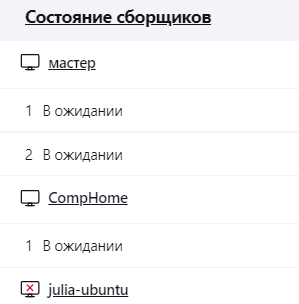 Состояние сборщиков
мастер
1 В ожидании
2 В ожидании
CompHome
1 В ожидании
julia-ubuntu